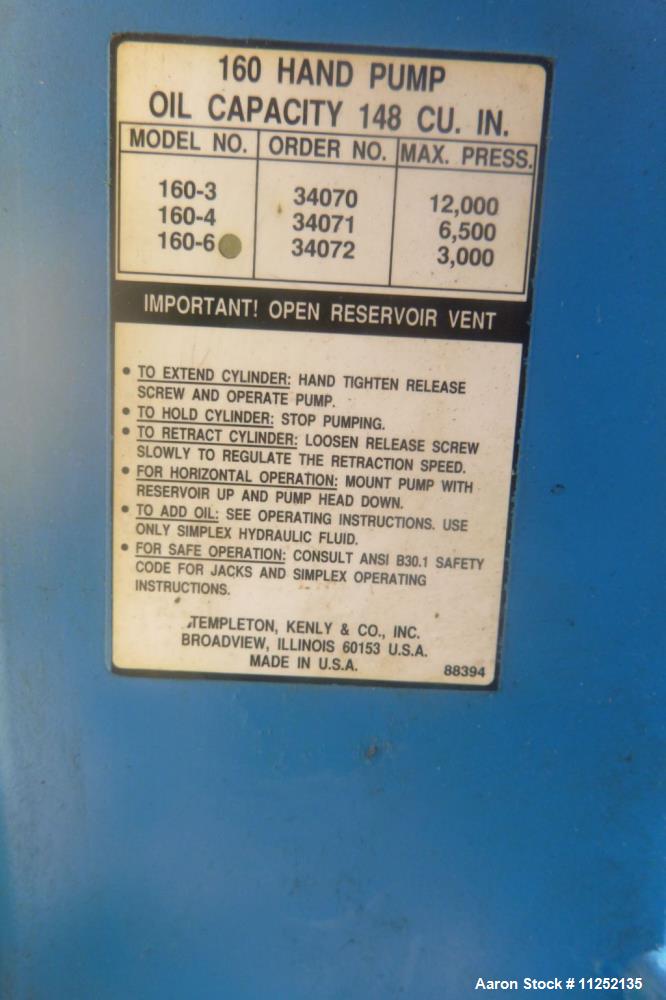 160 HAND PUMP
OIL CAPACITY 148 CU. IN.
MODEL NO. ORDER NO. MAX. PRESS.
160-3 34070 12,000
160-4 34071 6,500
160-6 34072 3,000
IMPORTANT! OPEN RESERVOIR VENT
• TO EXTEND CYLINDER: HAND TIGHTEN RELEASE
SCREW AND OPERATE PUMP.
• TO HOLD CYLINDER: STOP PUMPING.
• TO RETRACT CYLINDER: LOOSEN RELEASE SCREW
SLOWLY TO REGULATE THE RETRACTION SPEED.
• FOR HORIZONTAL OPERATION: MOUNT PUMP WITH
RESERVOIR UP AND PUMP HEAD DOWN.
• TO ADD OIL: SEE OPERATING INSTRUCTIONS. USE
ONLY SIMPLEX HYDRAULIC FLUID.
• FOR SAFE OPERATION: CONSULT ANSI B30.1 SAFETY
CODE FOR JACKS AND SIMPLEX OPERATING
INSTRUCTIONS.
TEMPLETON, KENLY & CO., INC.
BROADVIEW, ILLINOIS 60153 U.S.A.
MADE IN U.S.A.
88394
Aaron Stock # 11252135